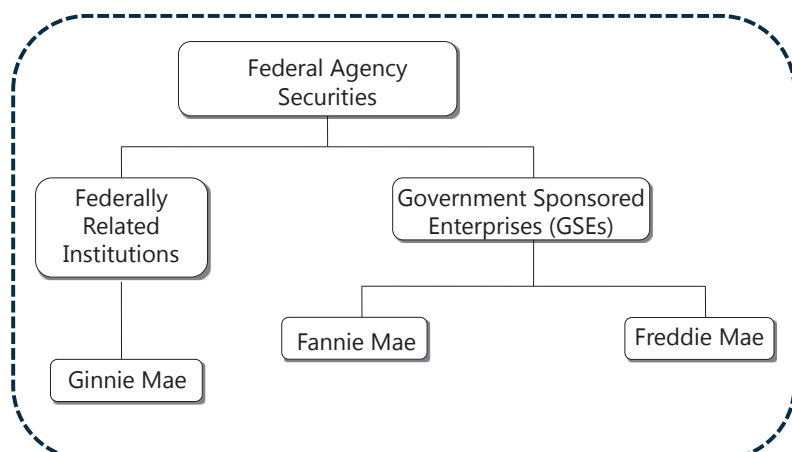 Federal Agency
Securities
Federally
Related
Institutions
Government Sponsored
Enterprises (GSEs)
Fannie Mae
Freddie Mae
Ginnie Mae